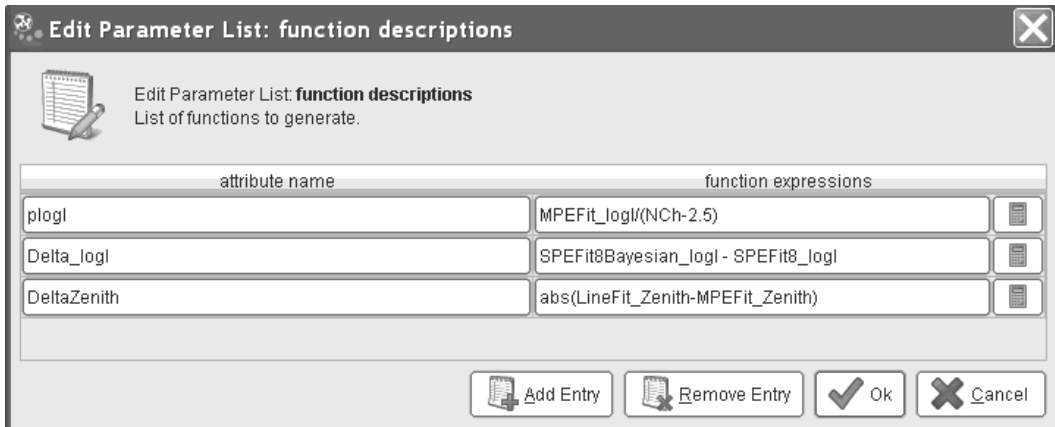 Edit Parameter List: function descriptions
Edit Parameter List: function descriptions
List of functions to generate.
attribute name function expressions
plogl MPEFit_logl/(NCh-2.5)
Delta_logl SPEFit8Bayesian_logl - SPEFit8_logl
DeltaZenith abs(LineFit_Zenith-MPEFit_Zenith)
Add Entry Remove Entry Ok Cancel